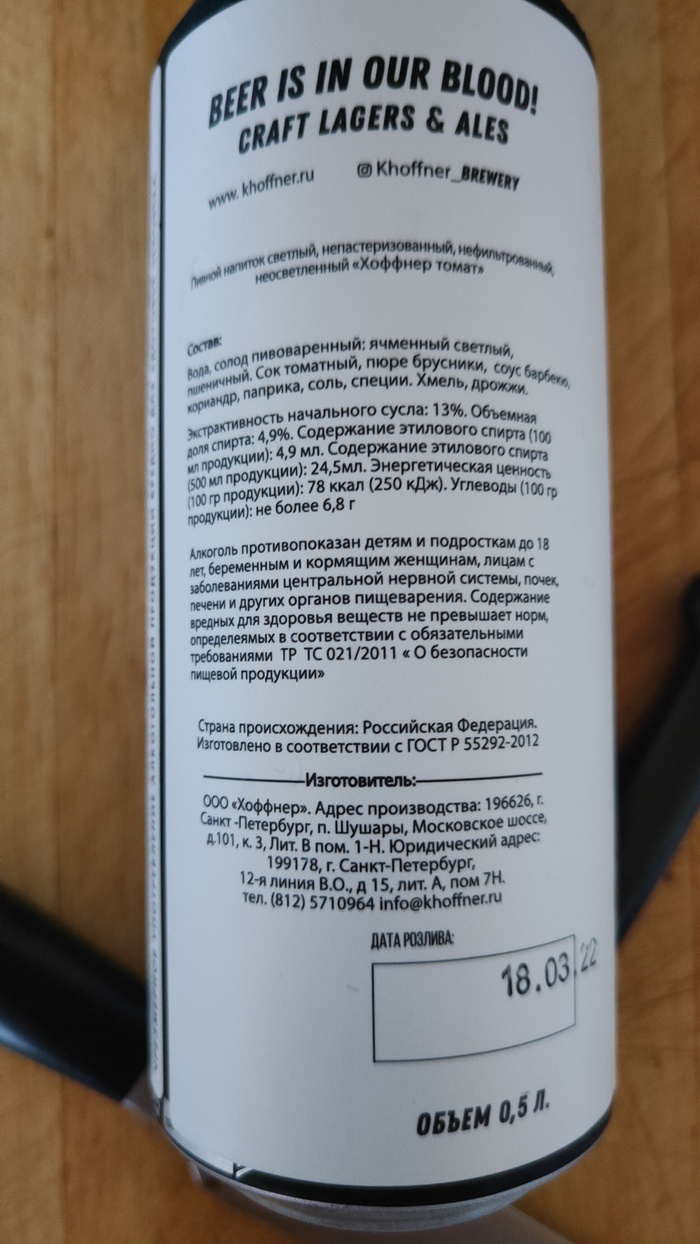 BEER IS IN OUR BLOOD!
CRAFT LAGERS & ALES
www. khoffner.ru Khoffner_BREWERY
Пивной напиток светлый, непастеризованный, нефильтрованный,
неосветленный «Хоффнер томат»
Состав:
Вода, солод пивоваренный: ячменный светлый,
пшеничный. Сок томатный, пюре брусники, соус барбекю,
кориандр, паприка, соль, специи. Хмель, дрожжи.
Экстрактивность начального сусла: 13%. Объемная
доля спирта: 4,9%. Содержание этилового спирта (100
мл продукции): 4,9 мл. Содержание этилового спирта
(500 мл продукции): 24,5мл. Энергетическая ценность
(100 гр продукции): 78 ккал (250 кДж). Углеводы (100 гр
продукции): не более 6,8 г
Алкоголь противопоказан детям и подросткам до 18
лет, беременным и кормящим женщинам, лицам с
заболеваниями центральной нервной системы, почек,
печени и других органов пищеварения. Содержание
вредных для здоровья веществ не превышает норм,
определеямых в соответствии с обязательными
требованиями ТР ТС 021/2011 « О безопасности
пищевой продукции»
Страна происхождения: Российская Федерация.
Изготовлено в соответствии с ГОСТ Р 55292-2012
Изготовитель:
ООО «Хоффнер». Адрес производства: 196626, г.
Санкт -Петербург, п. Шушары, Московское шоссе,
д.101, к. 3, Лит. В пом. 1-Н. Юридический адрес:
199178, г. Санкт-Петербург,
12-я линия В.О., д 15, лит. А, пом 7Н.
тел. (812) 5710964 info@khoffner.ru
ДАТА РОЗЛИВА:
18.03.22
ОБЪЕМ 0,5 Л.
ЧРЕЗМЕРНОЕ УПОТРЕБЛЕНИЕ АЛКОГОЛЬНОЙ ПРОДУКЦИИ ВРЕДНО